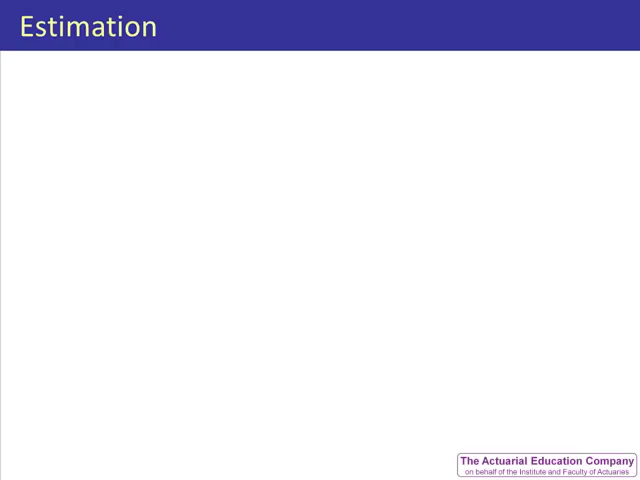 Estimation
The Actuarial Education Company
on behalf of the Institute and Faculty of Actuaries